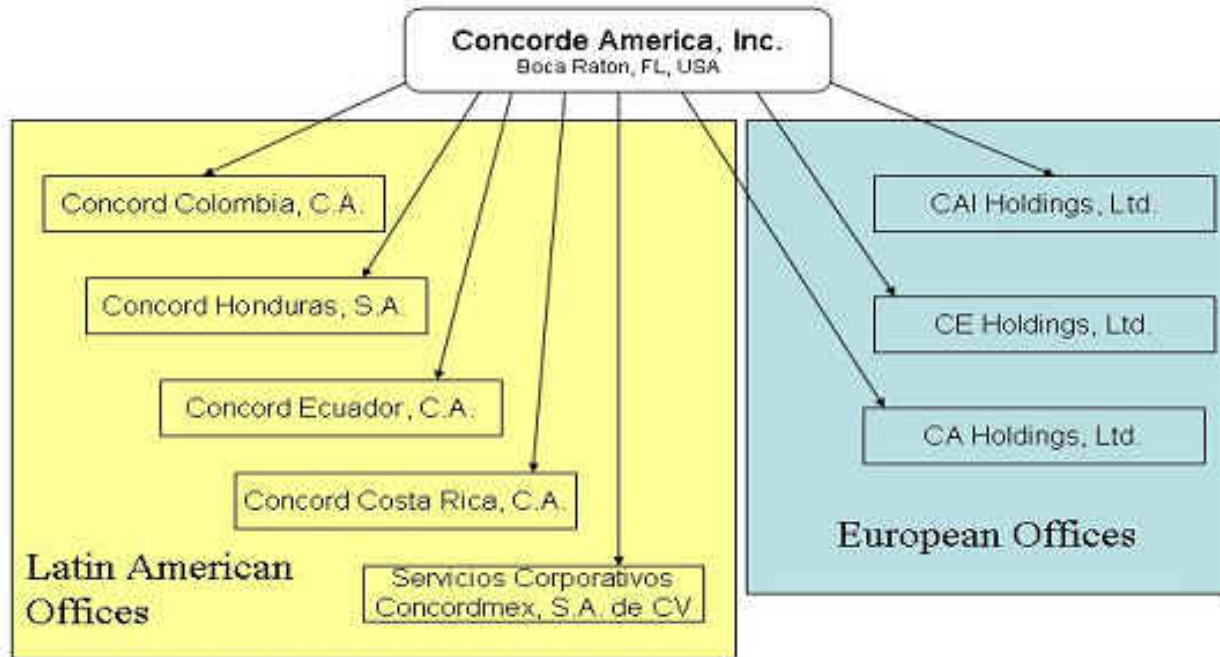 Concorde America, Inc.
Boca Raton, FL, USA
Concord Colombia, C.A.
Concord Honduras, S.A.
Concord Ecuador, C.A.
Concord Costa Rica, C.A.
Servicios Corporativos
Concordmex, S.A. de CV
Latin American
Offices
CAI Holdings, Ltd.
CE Holdings, Ltd.
CA Holdings, Ltd.
European Offices